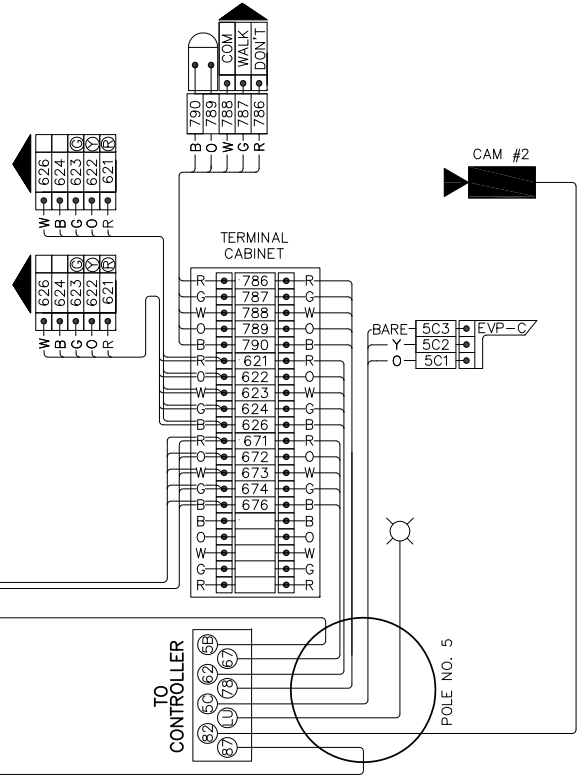 COM
WALK
DON'T
790
789
788
787
786
B
O
W
G
R
626
624
623 G
622 Y
621 R
W
B
G
O
R
626
624
623 G
622 Y
621 R
W
B
G
O
R
CAM #2
TERMINAL
CABINET
R 786 R
G 787 G
W 788 W
O 789 O
B 790 B
R 621 R
O 622 O
W 623 W
G 624 G
B 626 B
R 671 R
O 672 O
W 673 W
G 674 G
B 676 B
B B
O O
W W
G G
R R
BARE 5C3 EVP-C
Y 5C2
O 5C1
TO
CONTROLLER
5B
67
62
78
5C
LU
82
87
POLE NO. 5